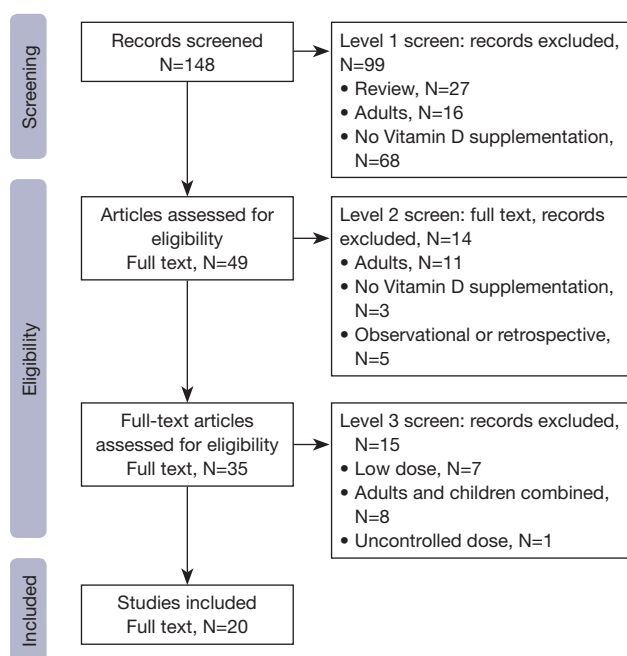 Screening
Records screened
N=148
Level 1 screen: records excluded,
N=99
• Review, N=27
• Adults, N=16
• No Vitamin D supplementation,
N=68
Eligibility
Articles assessed for
eligibility
Full text, N=49
Level 2 screen: full text, records
excluded, N=14
• Adults, N=11
• No Vitamin D supplementation,
N=3
• Observational or retrospective,
N=5
Full-text articles
assessed for eligibility
Full text, N=35
Level 3 screen: records excluded,
N=15
• Low dose, N=7
• Adults and children combined,
N=8
• Uncontrolled dose, N=1
Included
Studies included
Full text, N=20